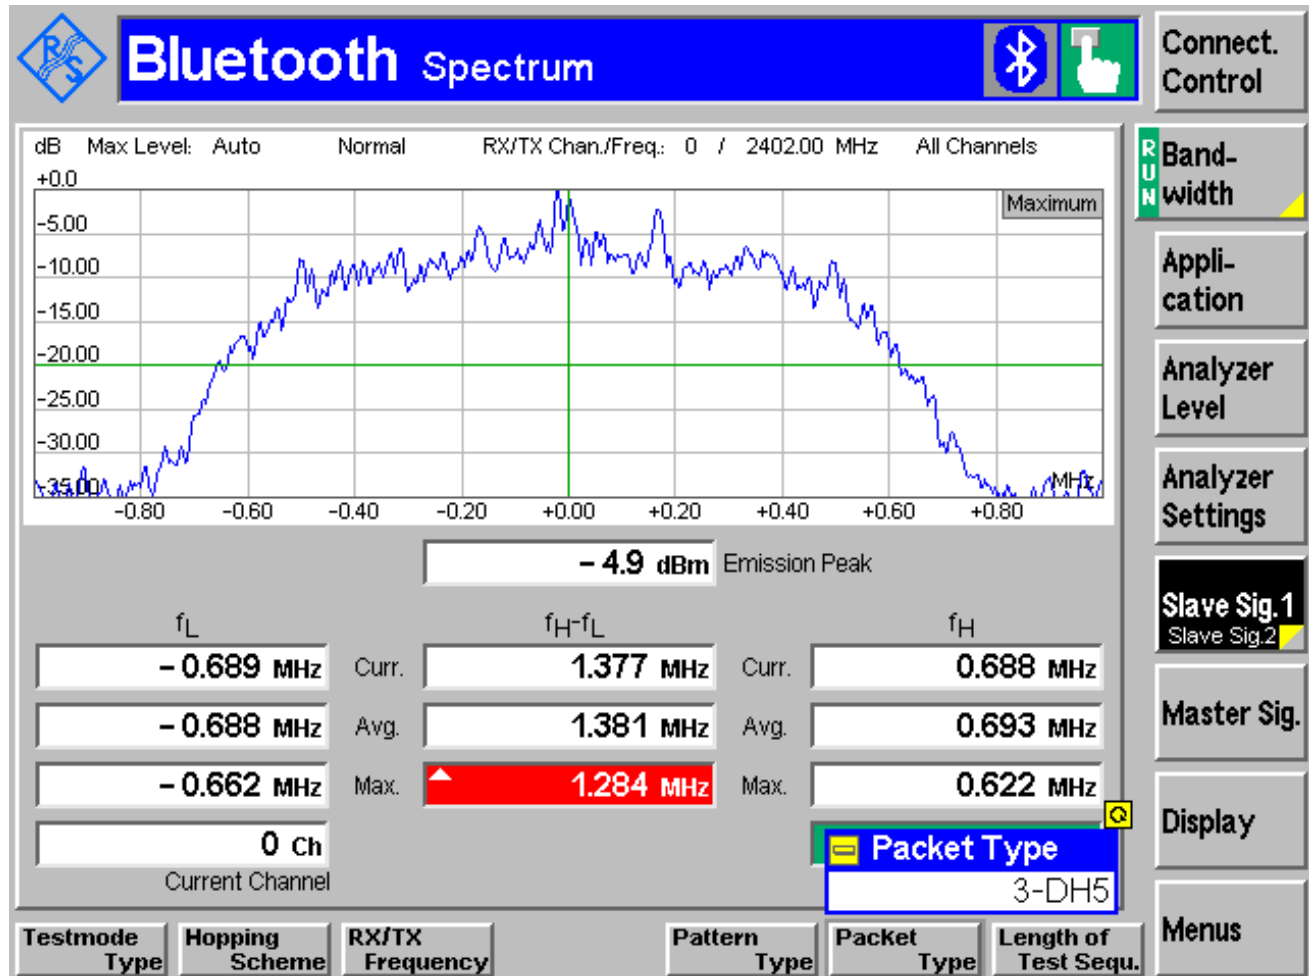 R&S
Bluetooth Spectrum
Connect.
Control
dB Max Level: Auto Normal RX/TX Chan./Freq.: 0 / 2402.00 MHz All Channels
+0.0
Maximum
-5.00
-10.00
-15.00
-20.00
-25.00
-30.00
-35.00
MHz
-0.80 -0.60 -0.40 -0.20 +0.00 +0.20 +0.40 +0.60 +0.80
RUN
Band-
width
Appli-
cation
Analyzer
Level
Analyzer
Settings
Slave Sig.1
Slave Sig.2
Master Sig.
Display
Menus
- 4.9 dBm Emission Peak
fL fH-fL fH
- 0.689 MHz Curr. 1.377 MHz Curr. 0.688 MHz
- 0.688 MHz Avg. 1.381 MHz Avg. 0.693 MHz
- 0.662 MHz Max. 1.284 MHz Max. 0.622 MHz
0 Ch
Current Channel
Packet Type
3-DH5
Testmode
Type
Hopping
Scheme
RX/TX
Frequency
Pattern
Type
Packet
Type
Length of
Test Sequ.